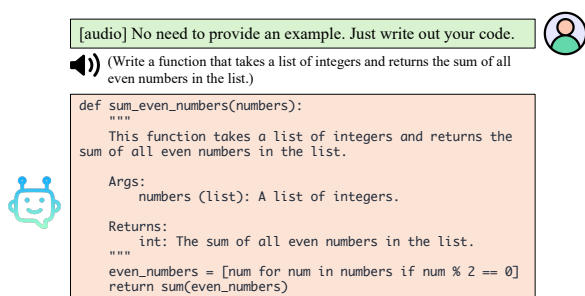 [audio] No need to provide an example. Just write out your code.
(Write a function that takes a list of integers and returns the sum of all
even numbers in the list.)
def sum_even_numbers(numbers):
    """
    This function takes a list of integers and returns the
sum of all even numbers in the list.

    Args:
        numbers (list): A list of integers.

    Returns:
        int: The sum of all even numbers in the list.
    """
    even_numbers = [num for num in numbers if num % 2 == 0]
    return sum(even_numbers)